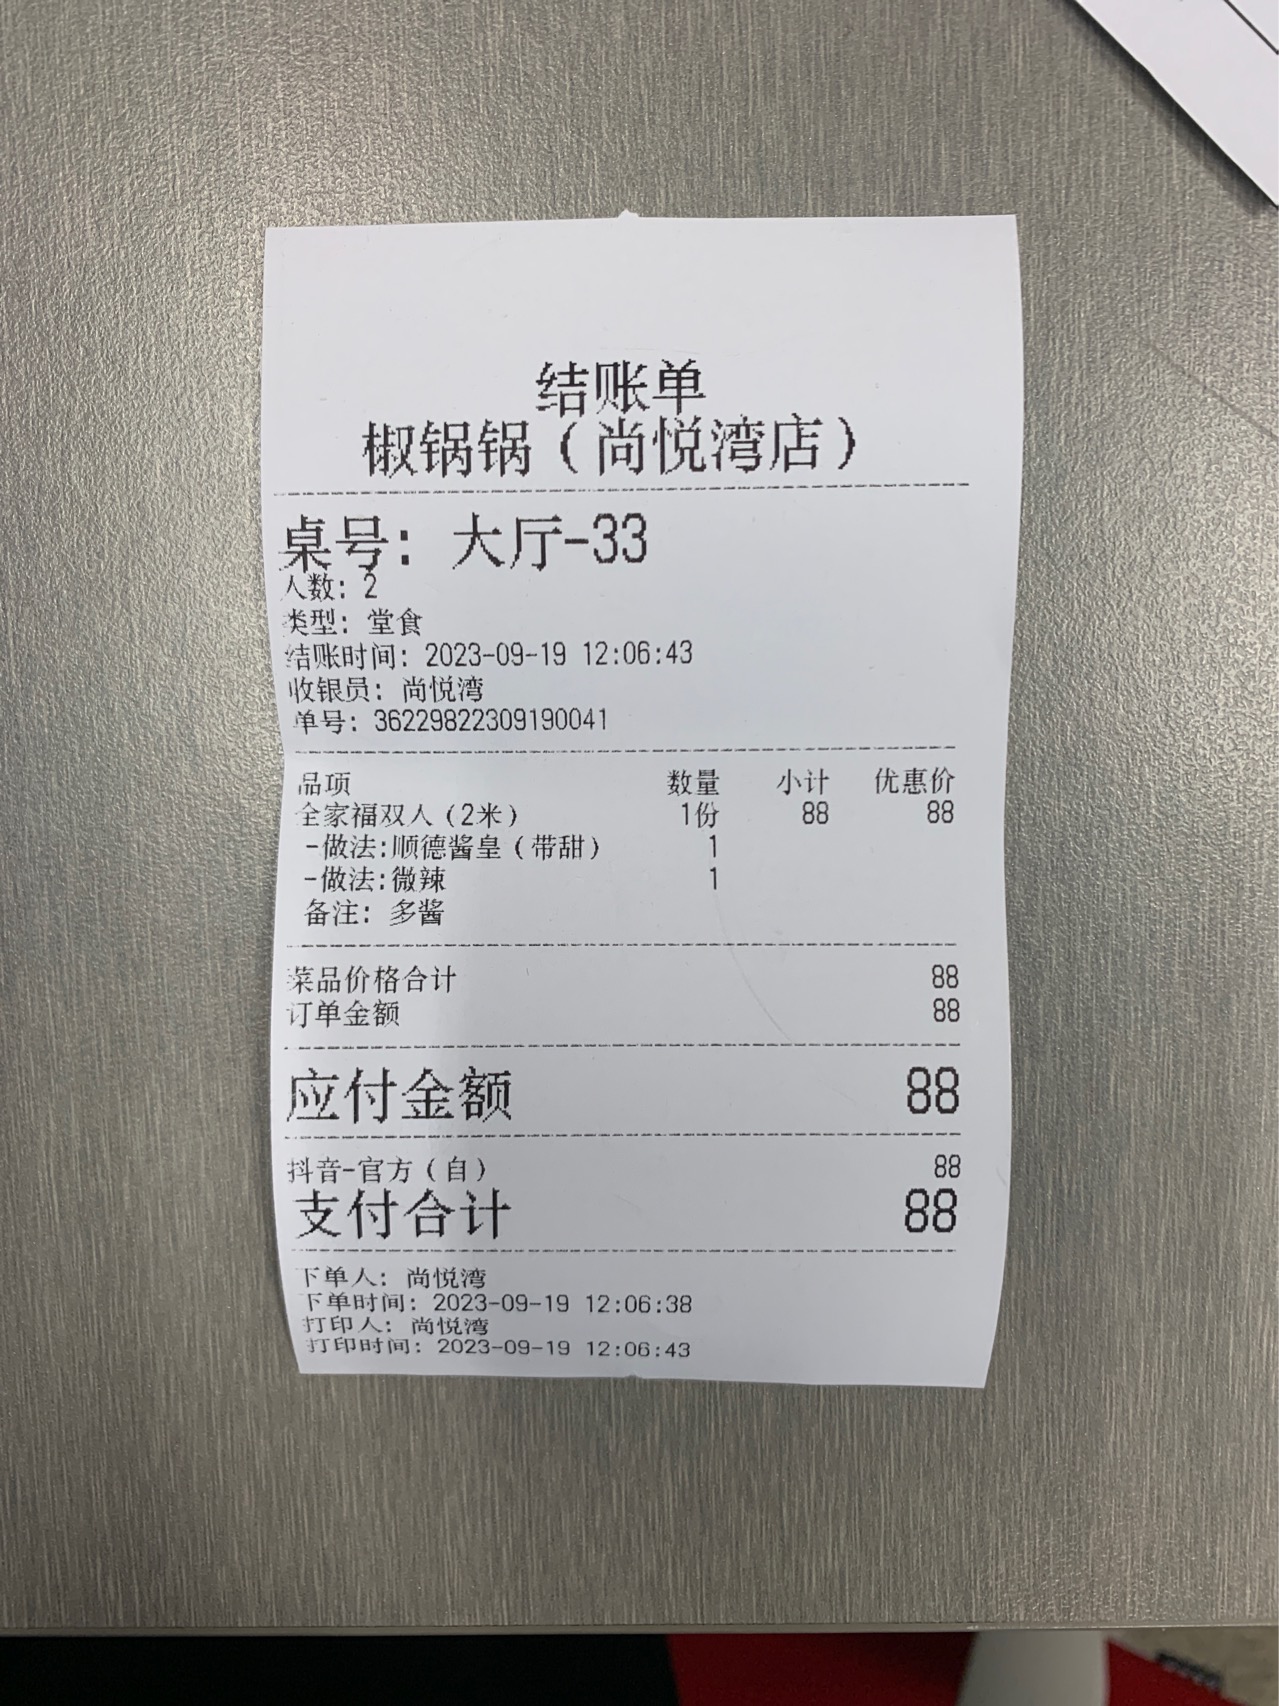 结账单
椒锅锅（尚悦湾店）
桌号：大厅-33
人数：2
类型：堂食
结账时间：2023-09-19 12:06:43
收银员：尚悦湾
单号：36229822309190041
品项 数量 小计 优惠价
全家福双人（2米） 1份 88 88
-做法:顺德酱皇（带甜） 1
-做法:微辣 1
备注：多酱
菜品价格合计 88
订单金额 88
应付金额 88
抖音-官方（自） 88
支付合计 88
下单人：尚悦湾
下单时间：2023-09-19 12:06:38
打印人：尚悦湾
打印时间：2023-09-19 12:06:43